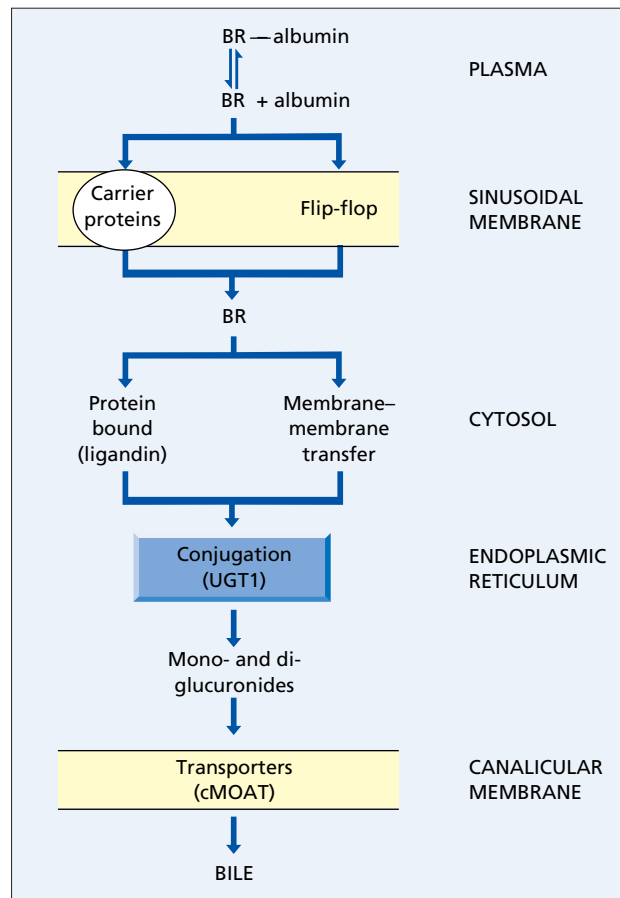 BR — albumin
PLASMA
BR + albumin
Carrier
proteins
Flip-flop
SINUSOIDAL
MEMBRANE
BR
Protein
bound
(ligandin)
Membrane–
membrane
transfer
CYTOSOL
Conjugation
(UGT1)
ENDOPLASMIC
RETICULUM
Mono- and di-
glucuronides
Transporters
(cMOAT)
CANALICULAR
MEMBRANE
BILE